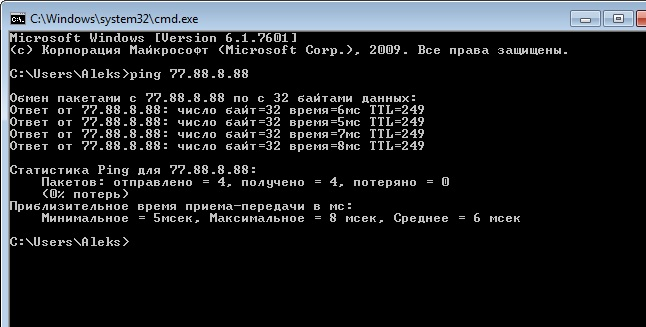 C:\Windows\system32\cmd.exe
Microsoft Windows [Version 6.1.7601]
(c) Корпорация Майкрософт (Microsoft Corp.), 2009. Все права защищены.
C:\Users\Aleks>ping 77.88.8.88
Обмен пакетами с 77.88.8.88 по с 32 байтами данных:
Ответ от 77.88.8.88: число байт=32 время=6мс TTL=249
Ответ от 77.88.8.88: число байт=32 время=5мс TTL=249
Ответ от 77.88.8.88: число байт=32 время=7мс TTL=249
Ответ от 77.88.8.88: число байт=32 время=8мс TTL=249
Статистика Ping для 77.88.8.88:
Пакетов: отправлено = 4, получено = 4, потеряно = 0
(0% потерь)
Приблизительное время приема-передачи в мс:
Минимальное = 5мсек, Максимальное = 8 мсек, Среднее = 6 мсек
C:\Users\Aleks>